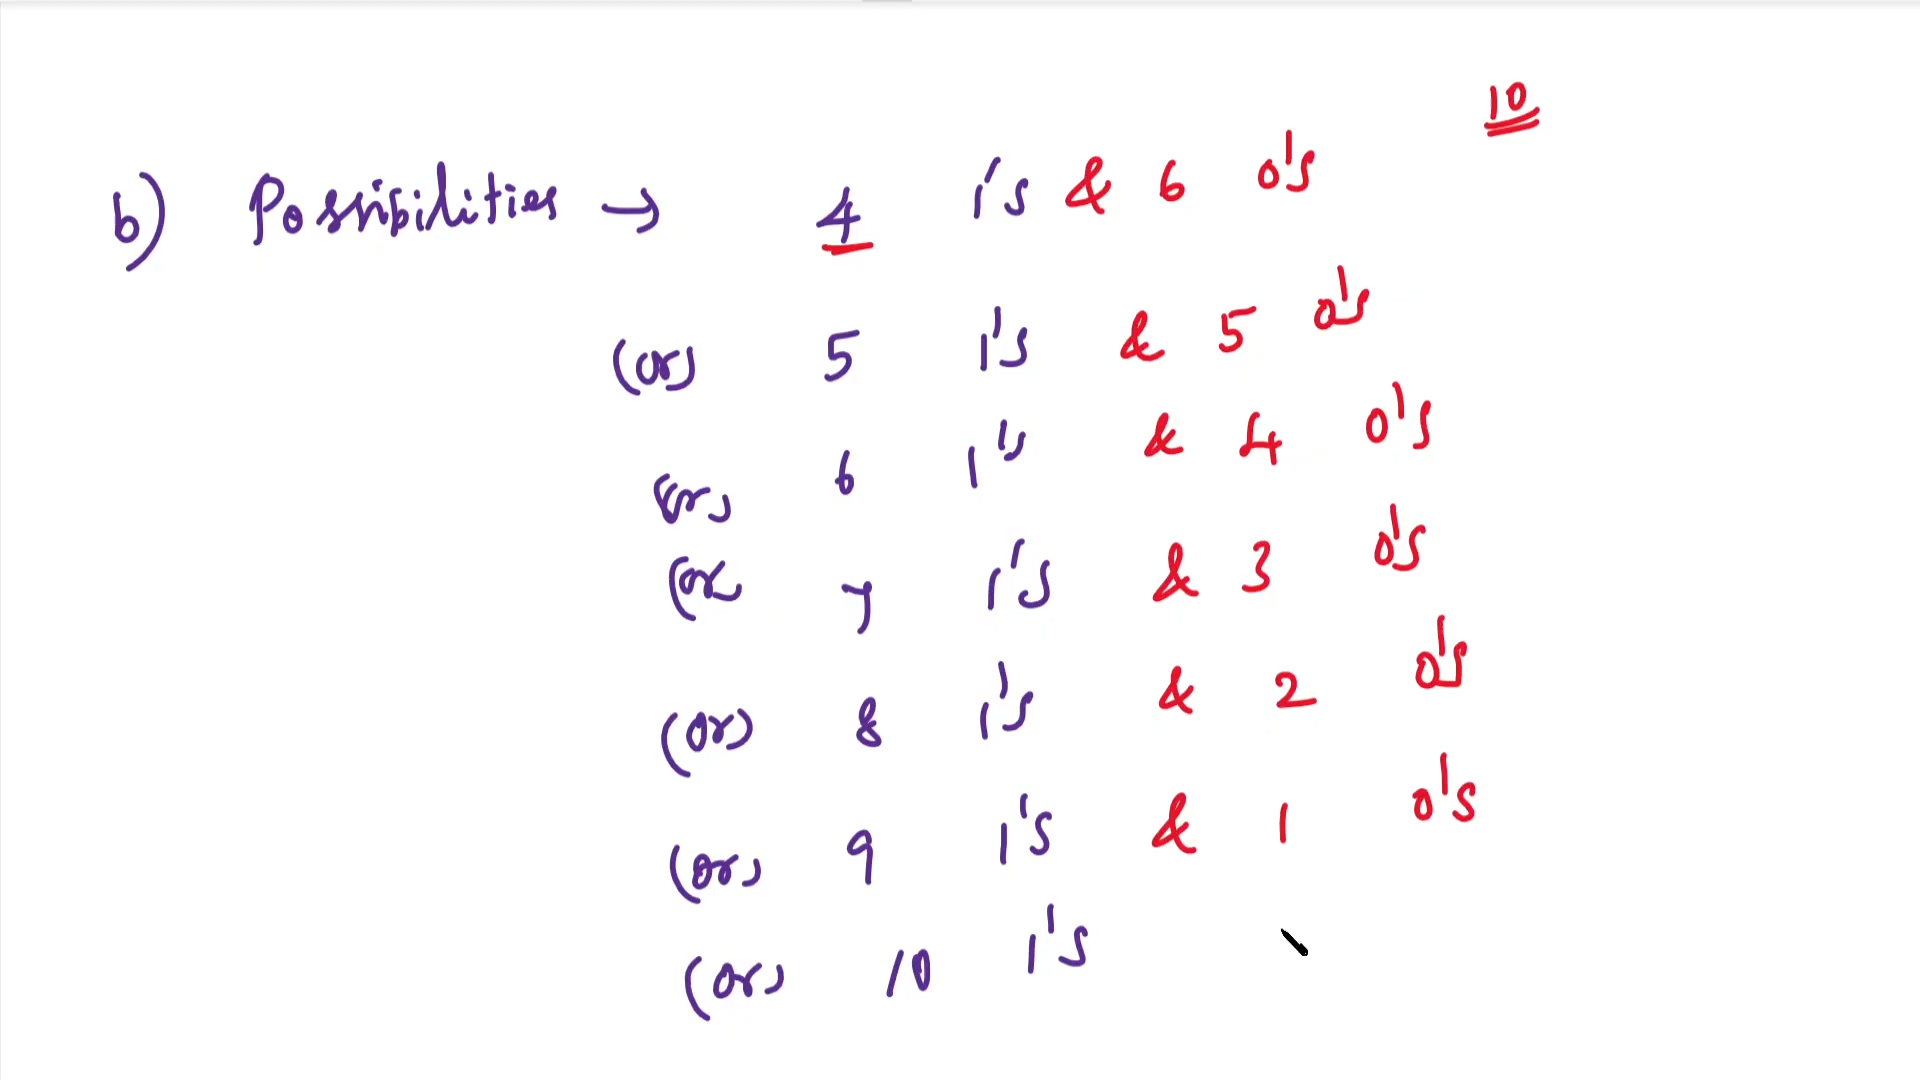 10
b) Possibilities → 4 1's & 6 0's
(or) 5 1's & 5 0's
(or) 6 1's & 4 0's
(or 7 1's & 3 0's
(or) 8 1's & 2 0's
(or) 9 1's & 1 0's
(or) 10 1's